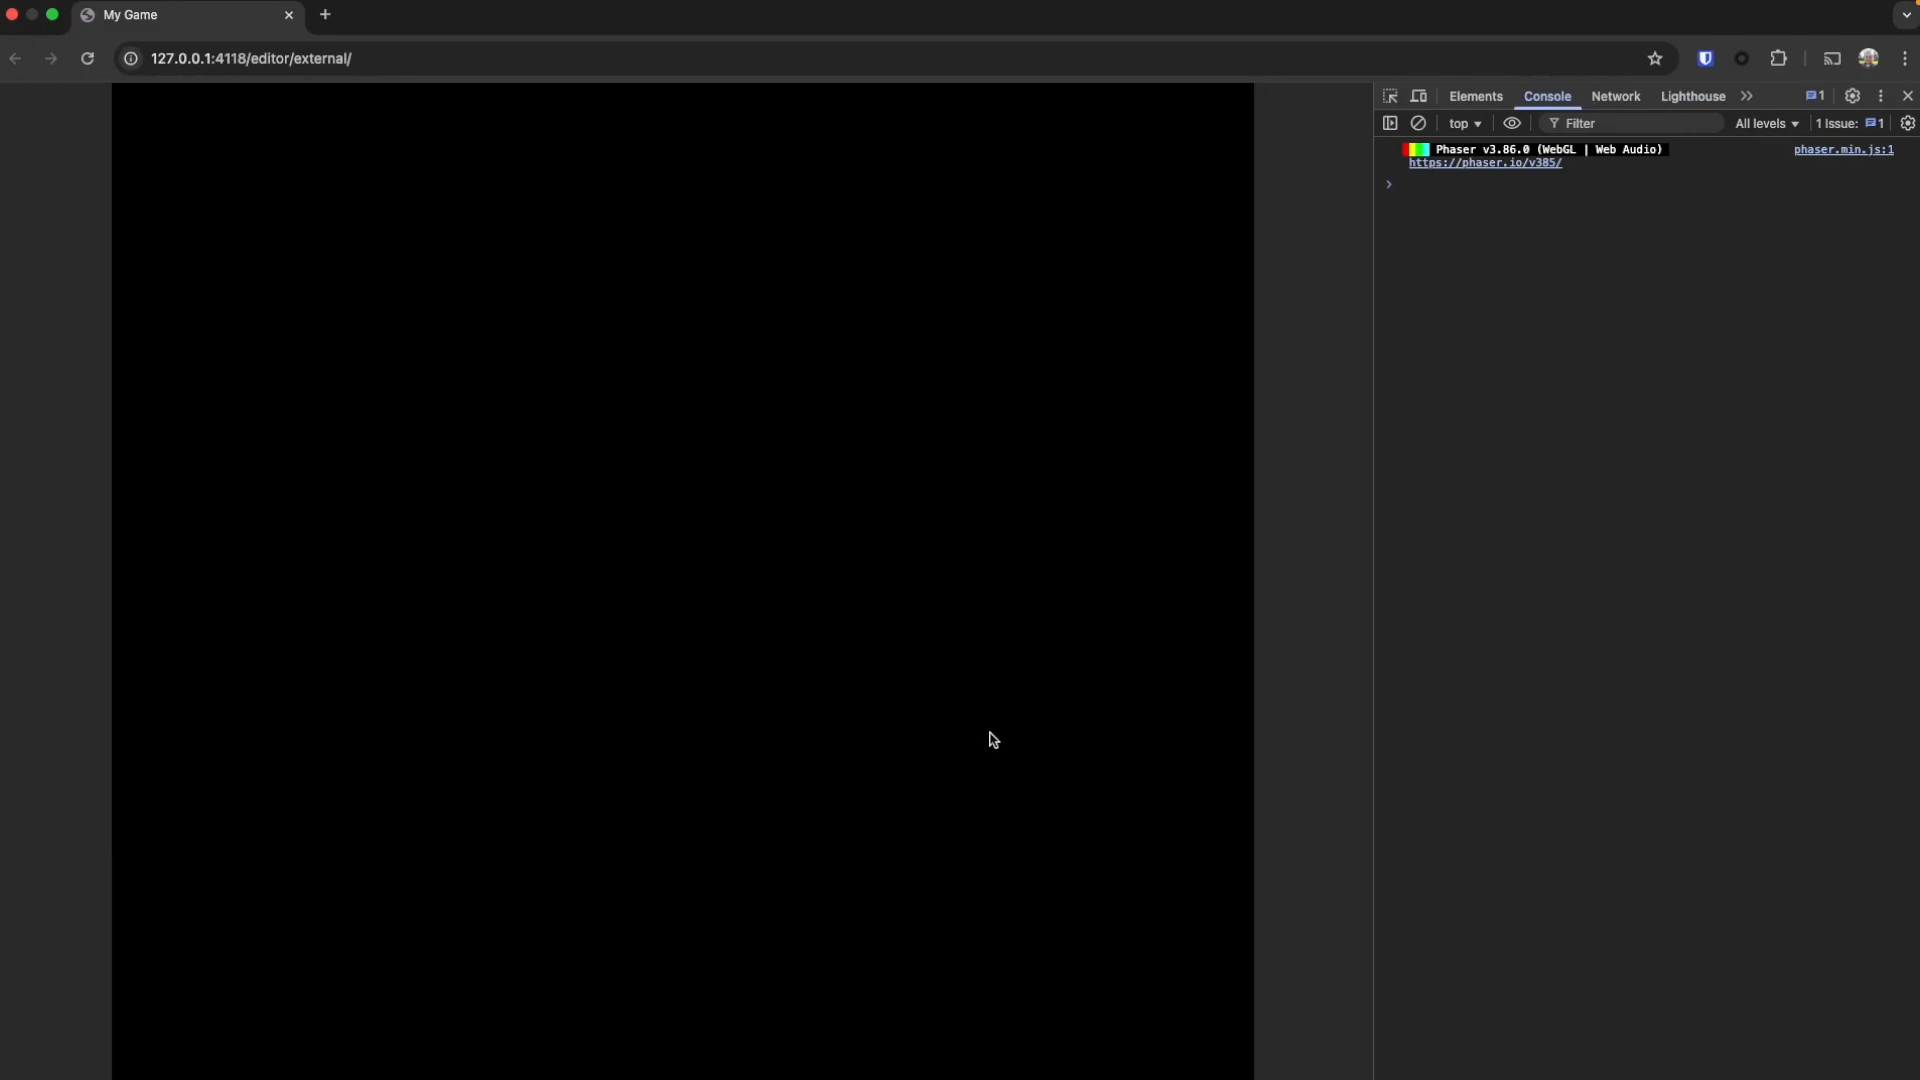 My Game
127.0.0.1:4118/editor/external/
Elements Console Network Lighthouse 1
top Filter All levels 1 Issue: 1
Phaser v3.86.0 (WebGL | Web Audio) phaser.min.js:1
https://phaser.io/v385/